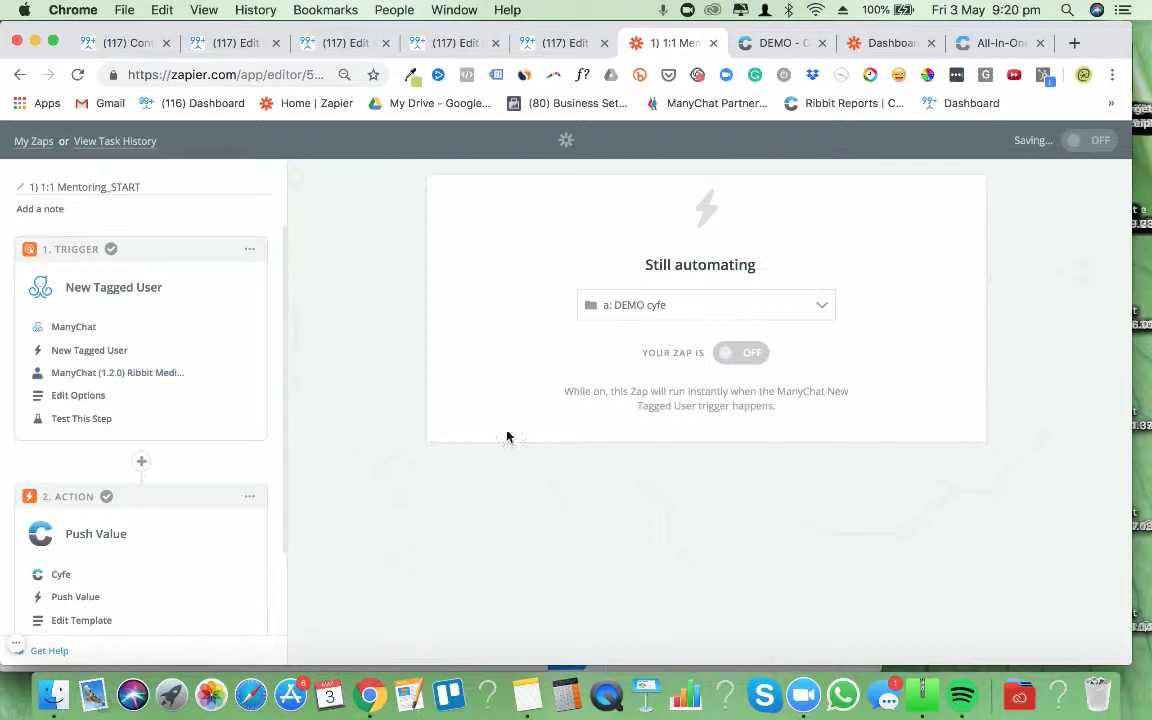 Chrome File Edit View History Bookmarks People Window Help 100% Fri 3 May 9:20 pm
(117) Con (117) Edit (117) Edit (117) Edit (117) Edit 1) 1:1 Men DEMO - C Dashboar All-In-One
https://zapier.com/app/editor/5...
Apps Gmail (116) Dashboard Home | Zapier My Drive - Google... (80) Business Set... ManyChat Partner... Ribbit Reports | C... Dashboard »
My Zaps or View Task History Saving... OFF
1) 1:1 Mentoring_START
Add a note
1. TRIGGER
New Tagged User
ManyChat
New Tagged User
ManyChat (1.2.0) Ribbit Medi...
Edit Options
Test This Step
2. ACTION
Push Value
Cyfe
Push Value
Edit Template
Get Help
Still automating
a: DEMO cyfe
YOUR ZAP IS OFF
While on, this Zap will run instantly when the ManyChat New
Tagged User trigger happens.